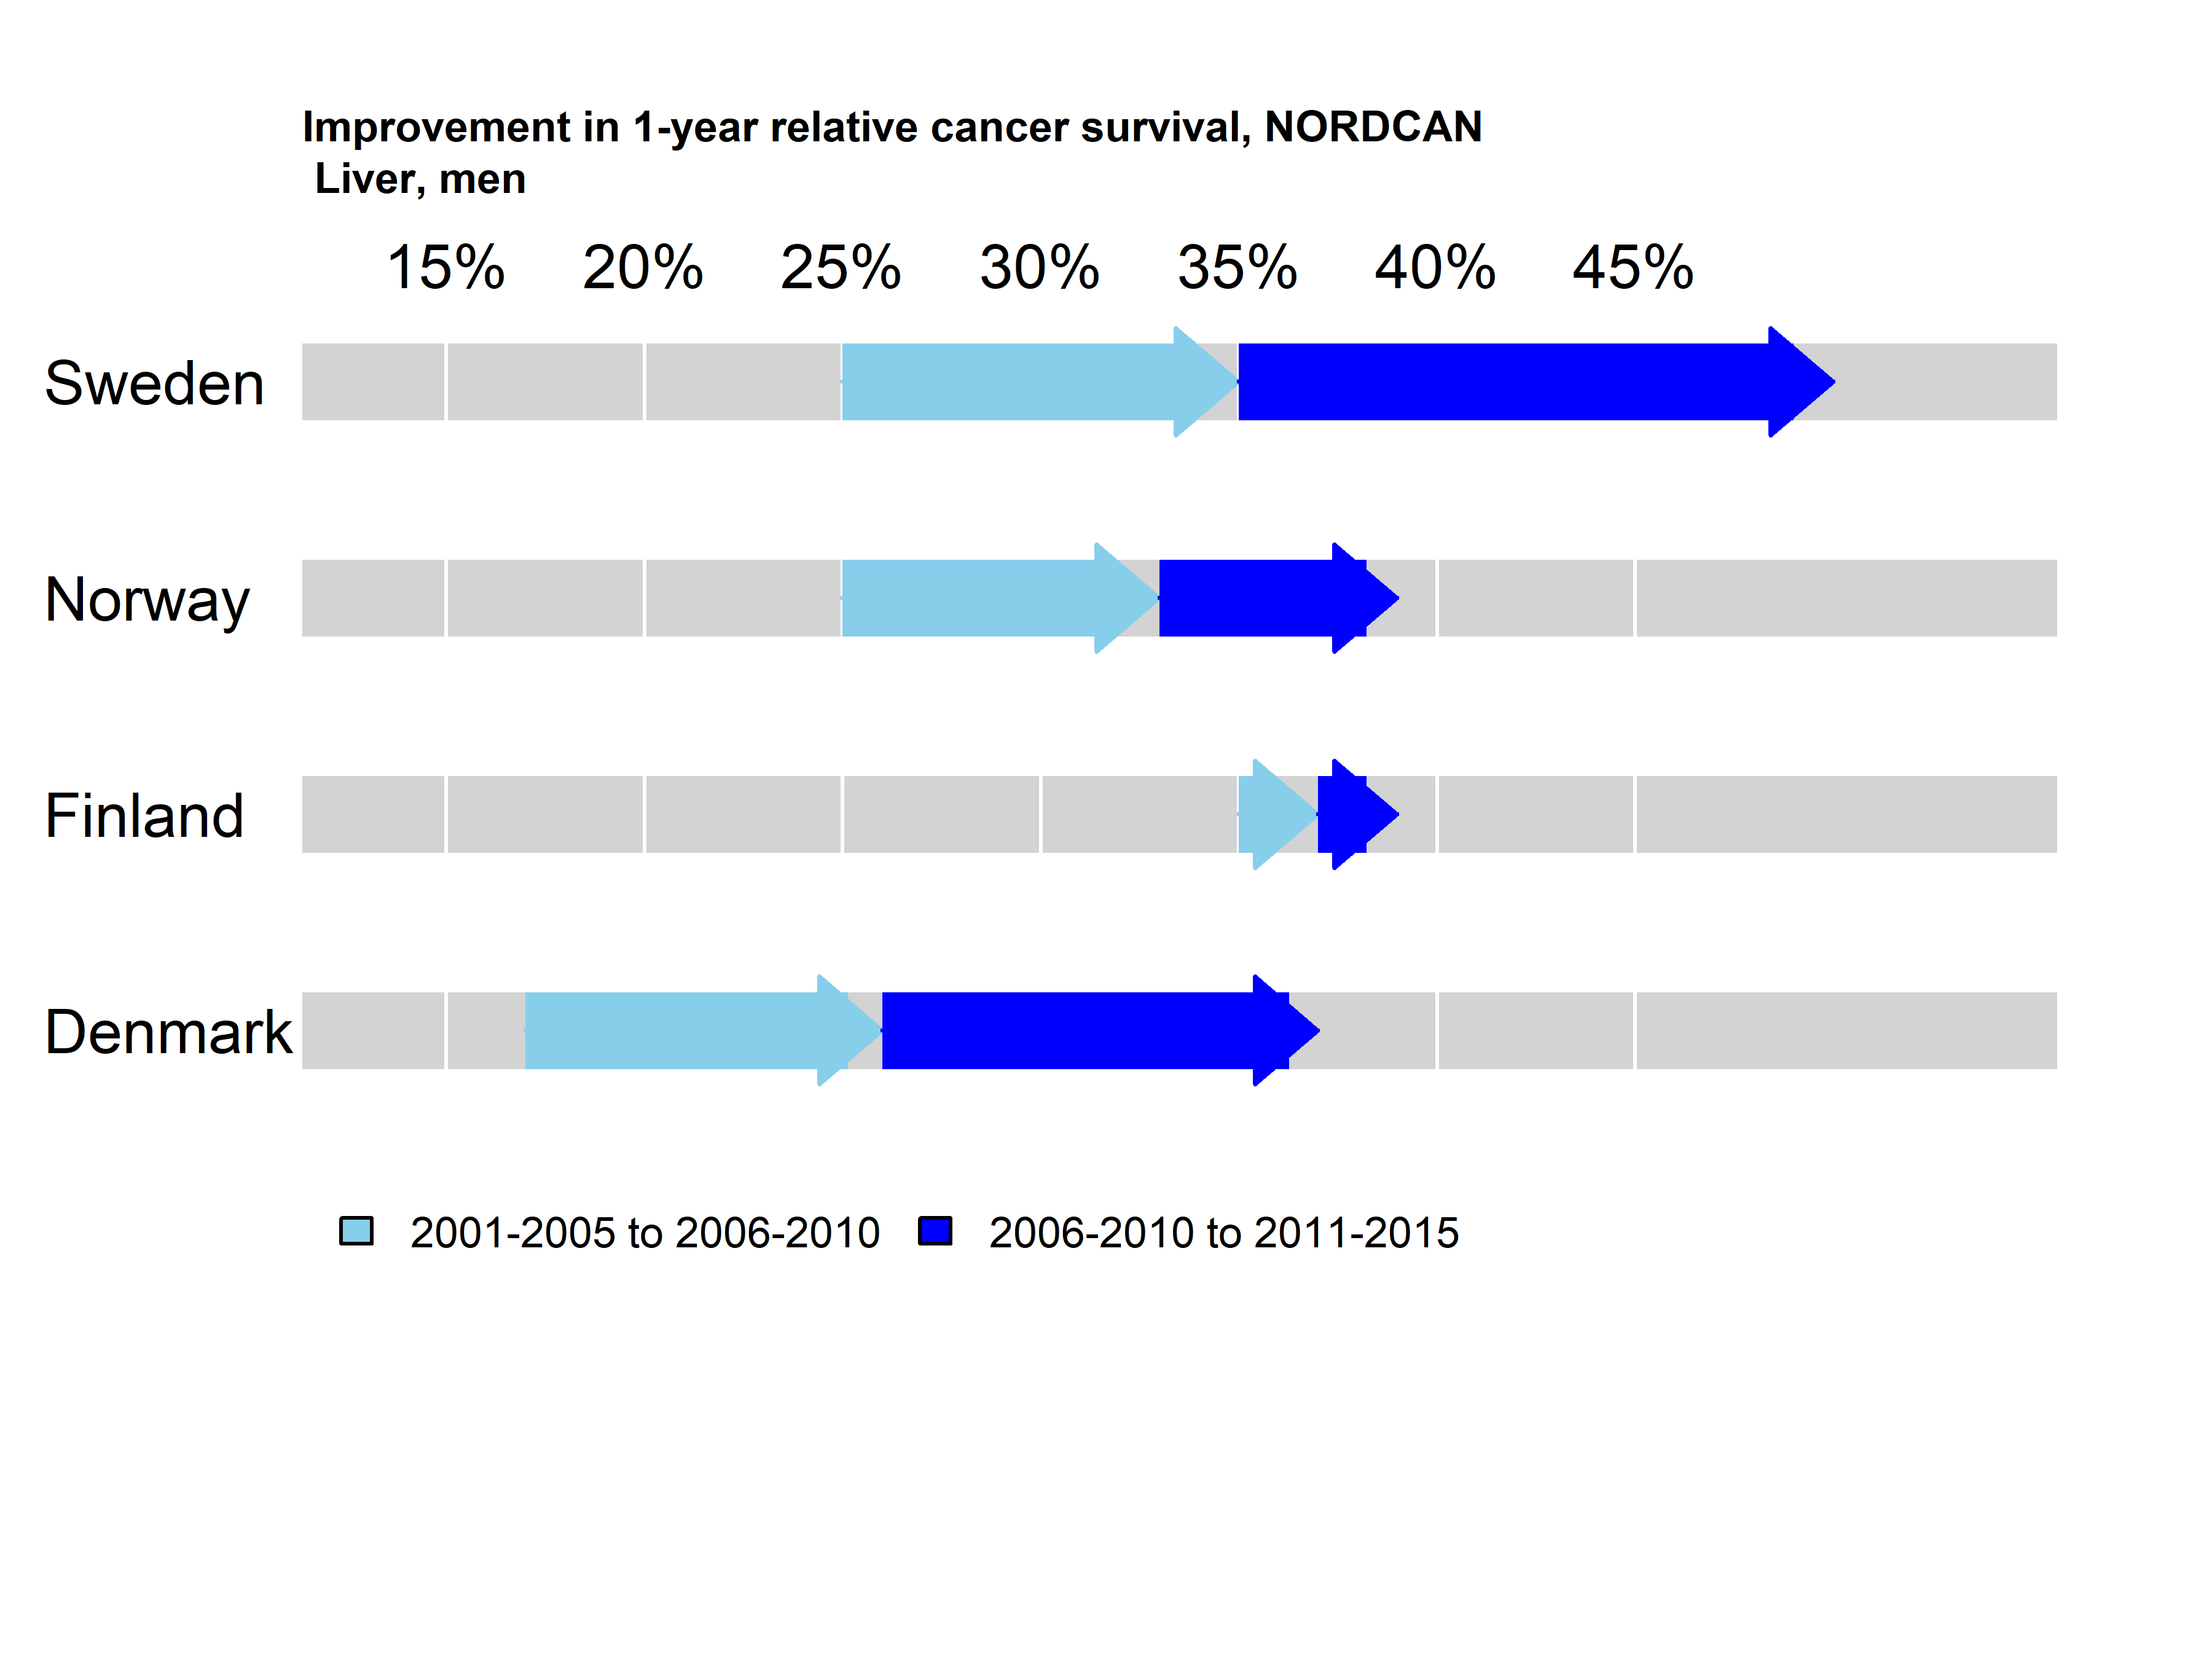 Improvement in 1-year relative cancer survival, NORDCAN
Liver, men
15% 20% 25% 30% 35% 40% 45%
Sweden
Norway
Finland
Denmark
2001-2005 to 2006-2010 2006-2010 to 2011-2015